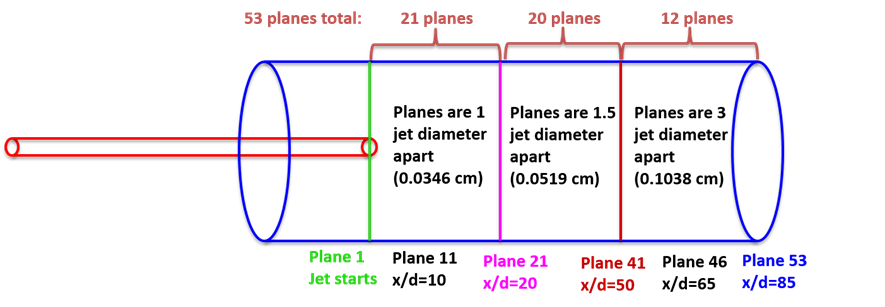 53 planes total:
21 planes
20 planes
12 planes
Planes are 1
jet diameter
apart
(0.0346 cm)
Planes are 1.5
jet diameter
apart
(0.0519 cm)
Planes are 3
jet diameter
apart
(0.1038 cm)
Plane 1
Jet starts
Plane 11
x/d=10
Plane 21
x/d=20
Plane 41
x/d=50
Plane 46
x/d=65
Plane 53
x/d=85